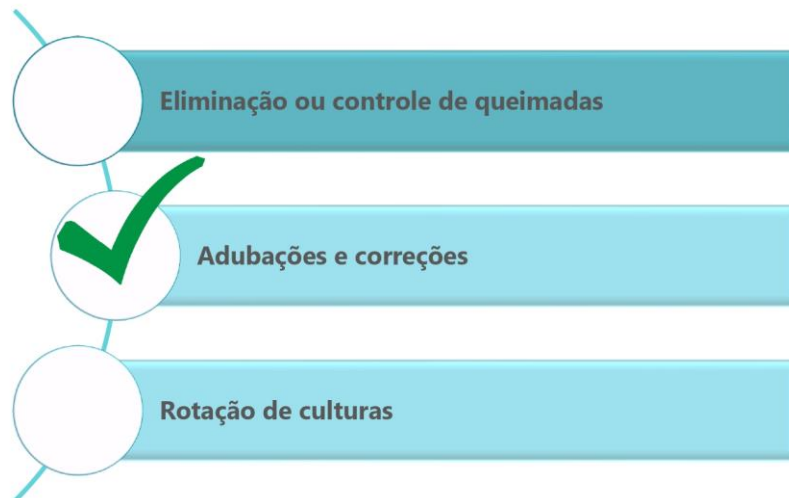 Eliminação ou controle de queimadas
Adubações e correções
Rotação de culturas